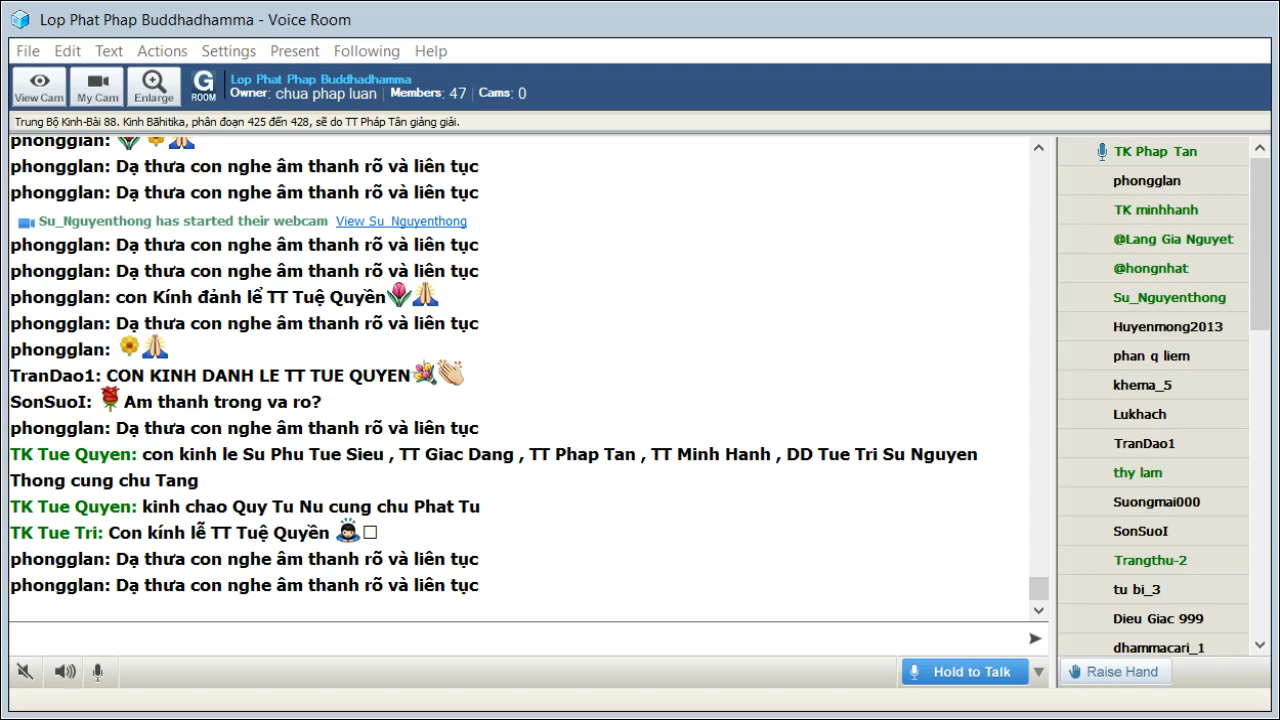 Lop Phat Phap Buddhadhamma - Voice Room
File Edit Text Actions Settings Present Following Help
View Cam My Cam Enlarge G ROOM
Lop Phat Phap Buddhadhamma
Owner: chua phap luan | Members: 47 | Cams: 0
Trung Bộ Kinh-Bài 88. Kinh Bãhitika, phân đoạn 425 đến 428, sẽ do TT Pháp Tân giảng giải.
phongglan: 🌷🌼🙏
phongglan: Dạ thưa con nghe âm thanh rõ và liên tục
phongglan: Dạ thưa con nghe âm thanh rõ và liên tục
Su_Nguyenthong has started their webcam View Su_Nguyenthong
phongglan: Dạ thưa con nghe âm thanh rõ và liên tục
phongglan: Dạ thưa con nghe âm thanh rõ và liên tục
phongglan: con Kính đảnh lể TT Tuệ Quyền🌷🙏
phongglan: Dạ thưa con nghe âm thanh rõ và liên tục
phongglan: 🌼🙏
TranDao1: CON KINH DANH LE TT TUE QUYEN💐👏
SonSuoI: 🌹Am thanh trong va ro?
phongglan: Dạ thưa con nghe âm thanh rõ và liên tục
TK Tue Quyen: con kinh le Su Phu Tue Sieu , TT Giac Dang , TT Phap Tan , TT Minh Hanh , DD Tue Tri Su Nguyen
Thong cung chu Tang
TK Tue Quyen: kinh chao Quy Tu Nu cung chu Phat Tu
TK Tue Tri: Con kính lễ TT Tuệ Quyền 🙇□
phongglan: Dạ thưa con nghe âm thanh rõ và liên tục
phongglan: Dạ thưa con nghe âm thanh rõ và liên tục
Hold to Talk
TK Phap Tan
phongglan
TK minhhanh
@Lang Gia Nguyet
@hongnhat
Su_Nguyenthong
Huyenmong2013
phan q liem
khema_5
Lukhach
TranDao1
thy lam
Suongmai000
SonSuoI
Trangthu-2
tu bi_3
Dieu Giac 999
dhammacari_1
Raise Hand